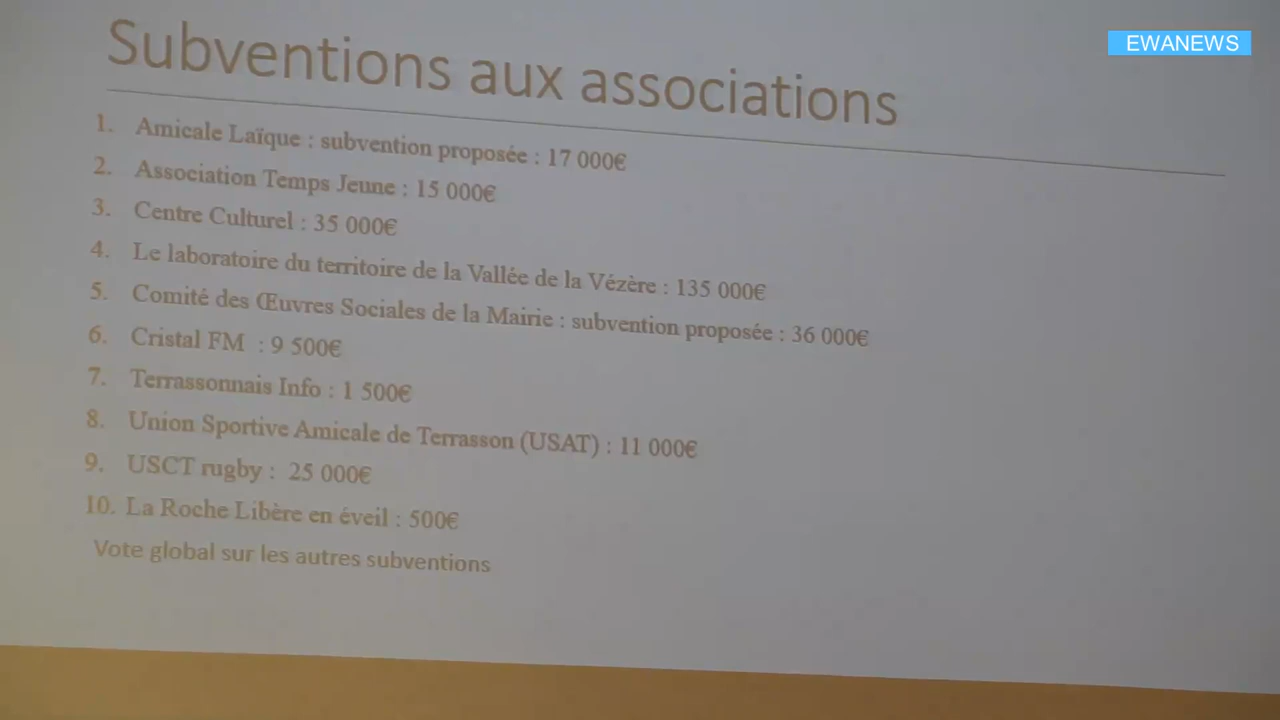 EWANEWS
Subventions aux associations
1. Amicale Laïque : subvention proposée : 17 000€
2. Association Temps Jeune : 15 000€
3. Centre Culturel : 35 000€
4. Le laboratoire du territoire de la Vallée de la Vézère : 135 000€
5. Comité des Œuvres Sociales de la Mairie : subvention proposée : 36 000€
6. Cristal FM : 9 500€
7. Terrassonnais Info : 1 500€
8. Union Sportive Amicale de Terrasson (USAT) : 11 000€
9. USCT rugby : 25 000€
10. La Roche Libère en éveil : 500€
Vote global sur les autres subventions